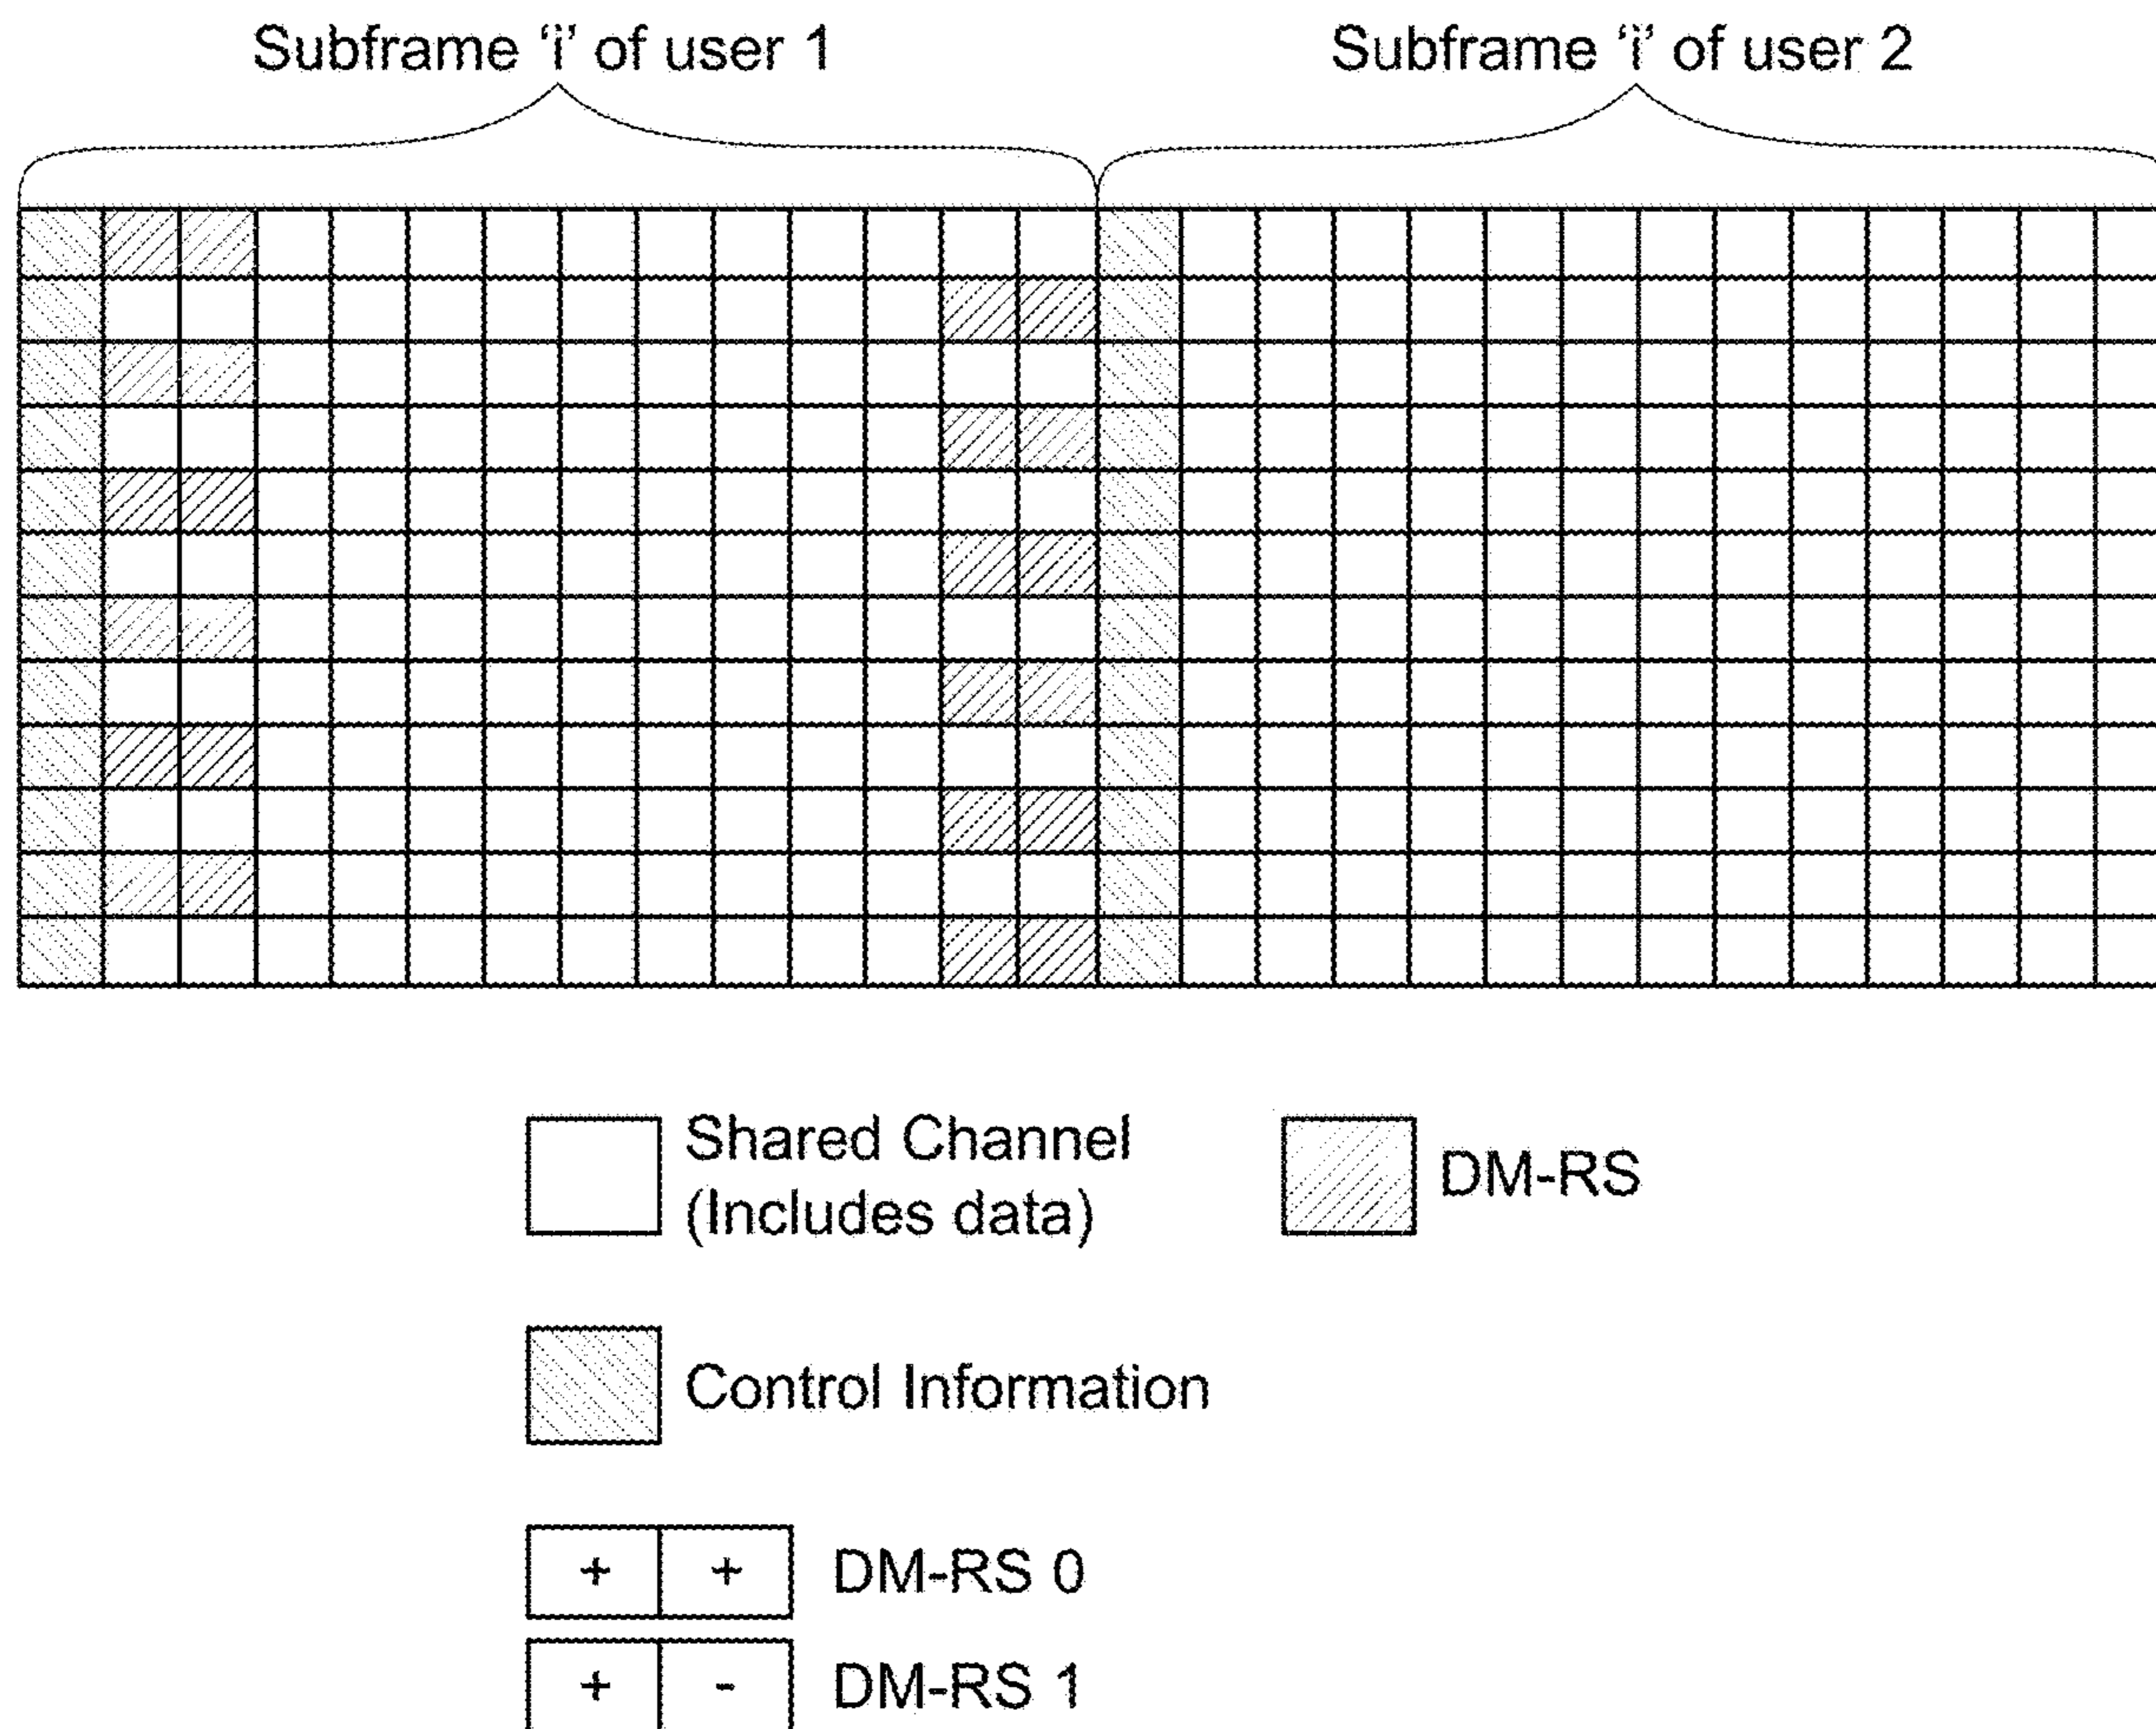 Subframe ‘i’ of user 1
Subframe ‘i’ of user 2
Shared Channel
(Includes data)
DM-RS
Control Information
+ + DM-RS 0
+ - DM-RS 1